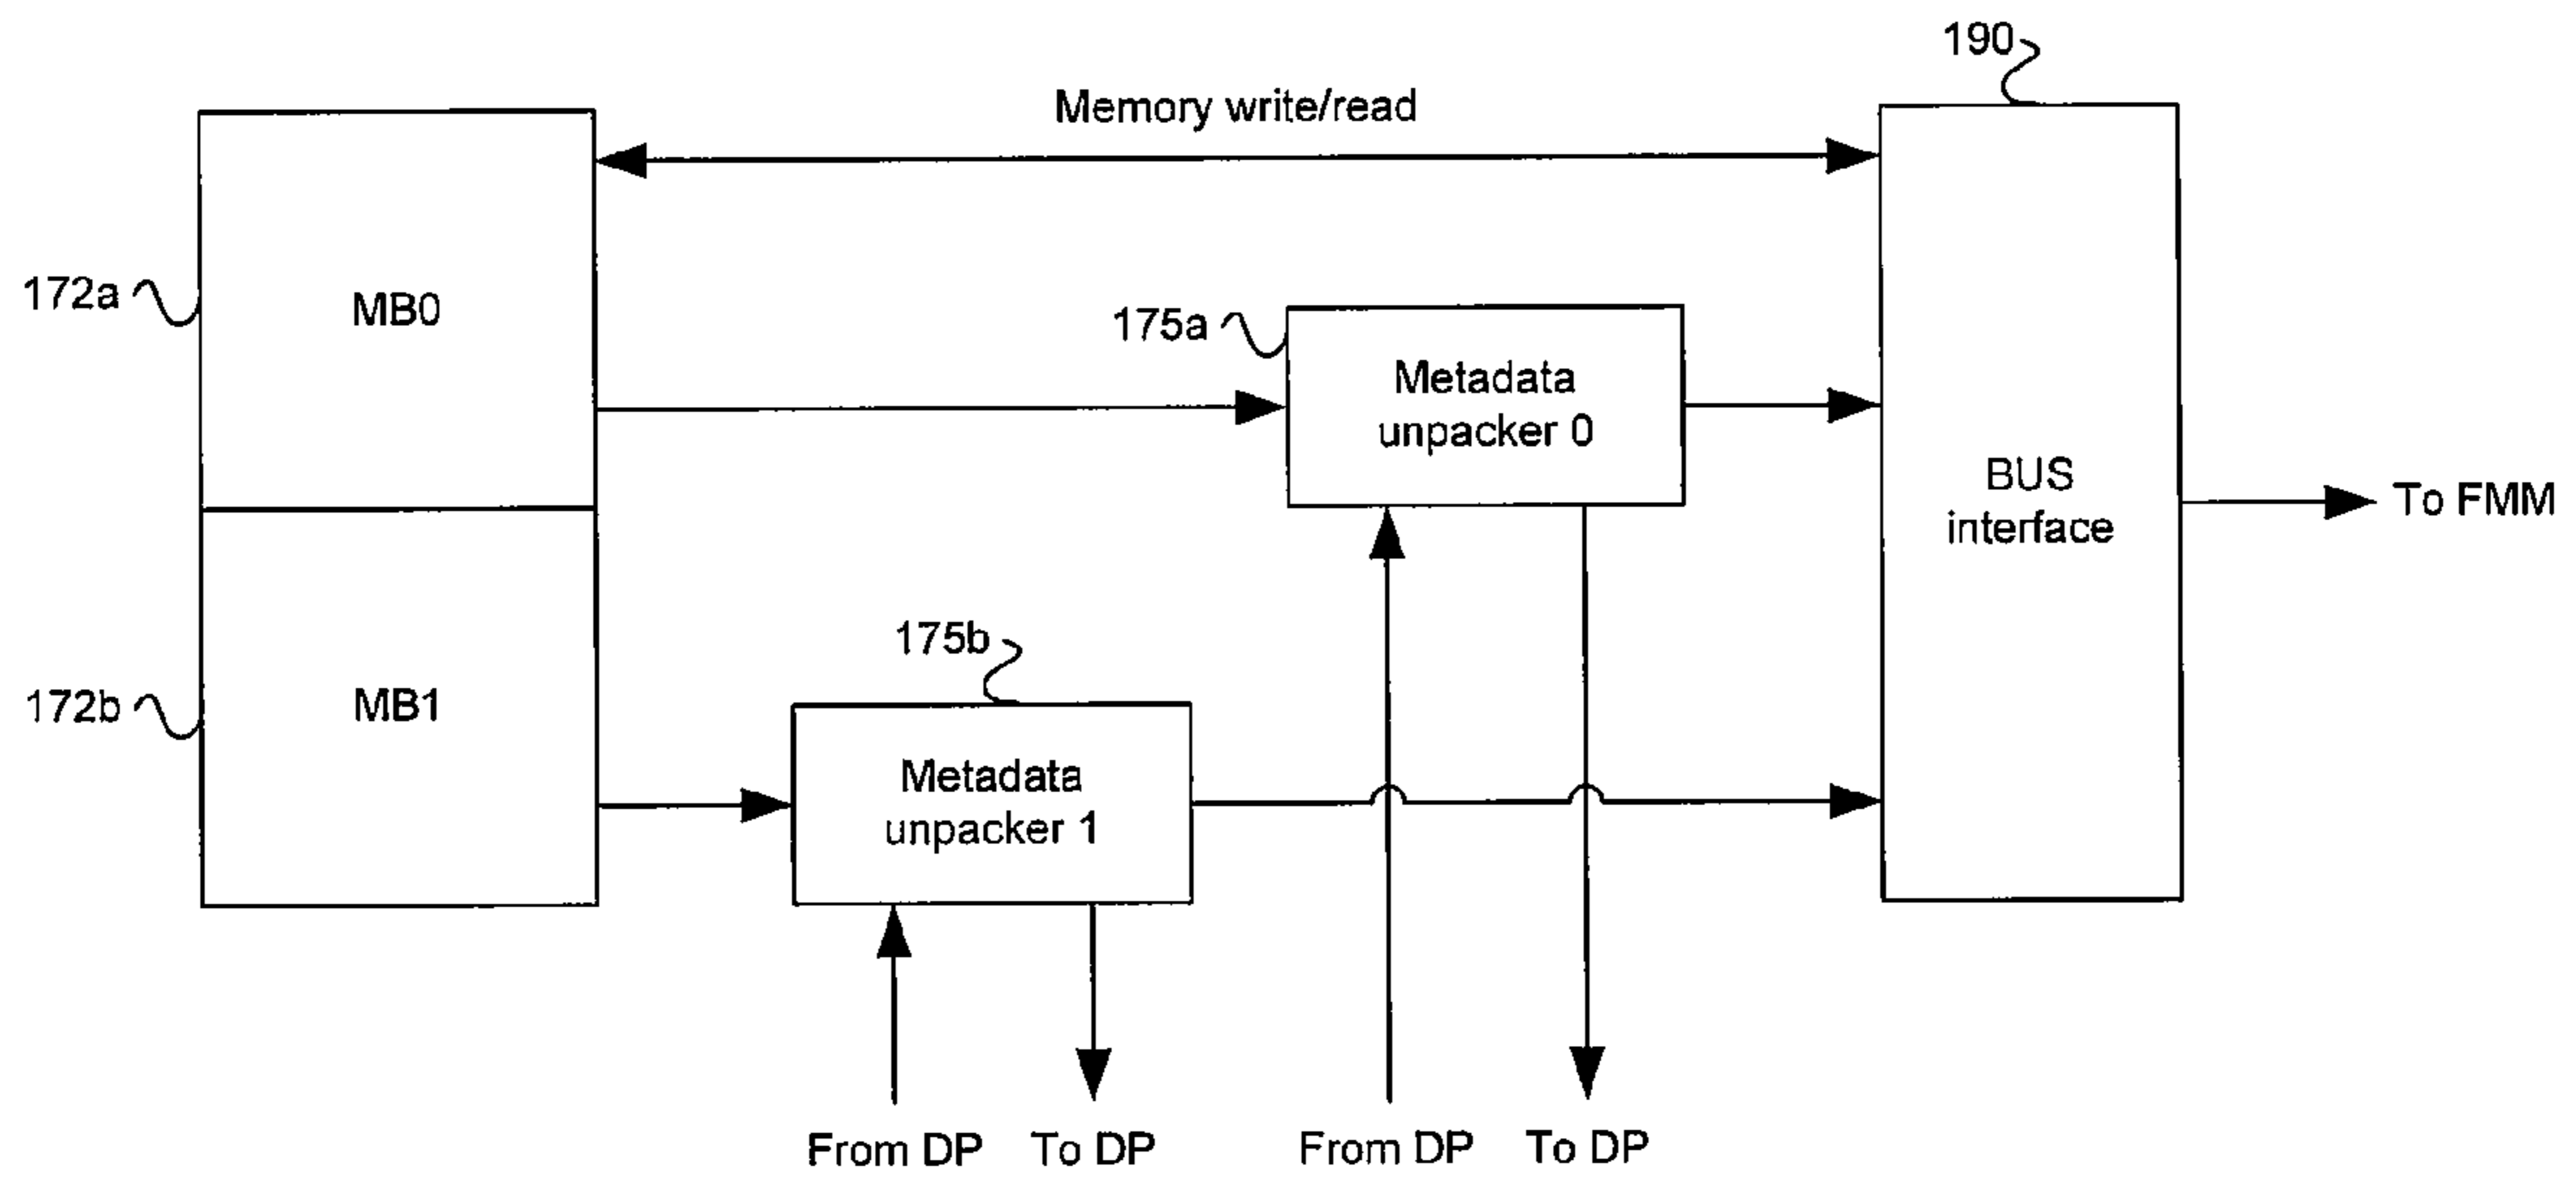 190
Memory write/read
172a
MB0
175a
Metadata
unpacker 0
BUS
interface
To FMM
175b
172b
MB1
Metadata
unpacker 1
From DP
To DP
From DP
To DP